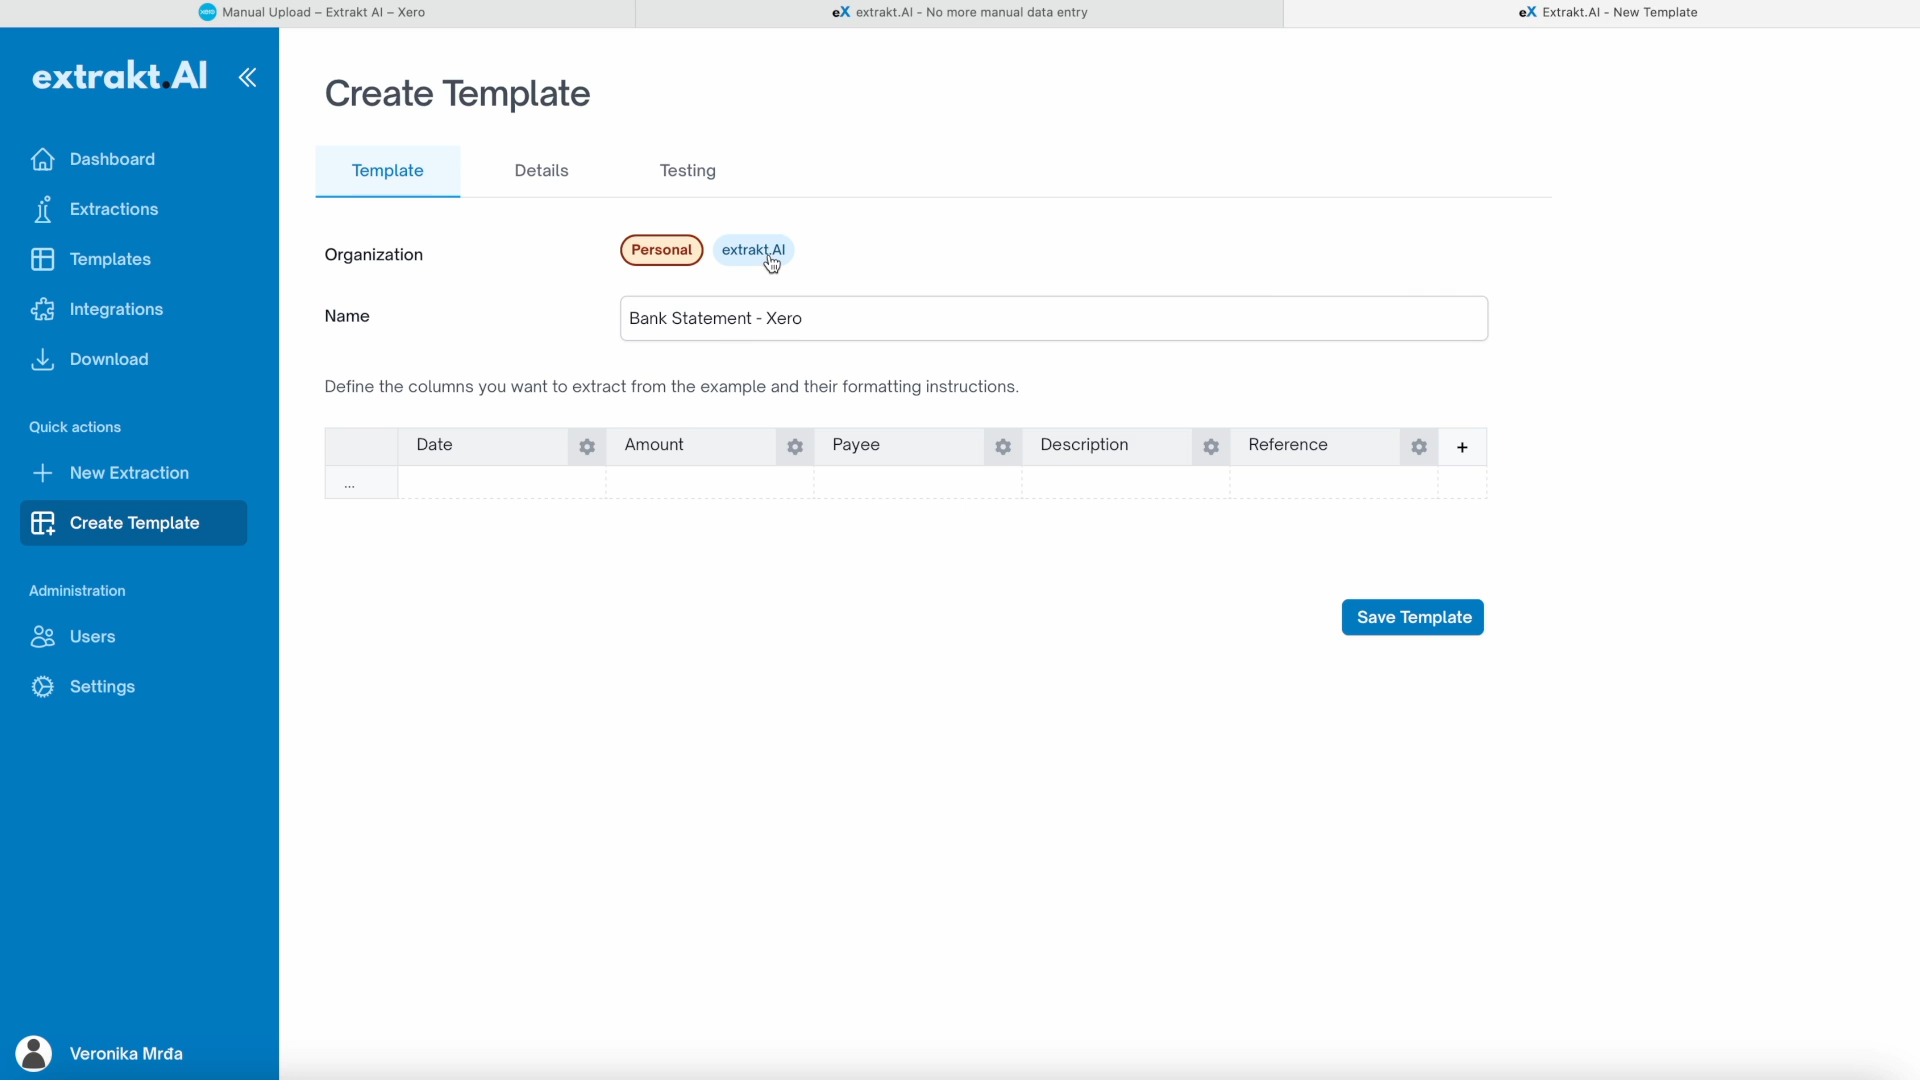 Manual Upload – Extrakt AI – Xero
eX extrakt.AI - No more manual data entry
eX Extrakt.AI - New Template
extrakt.AI
Dashboard
Extractions
Templates
Integrations
Download
Quick actions
New Extraction
Create Template
Administration
Users
Settings
Veronika Mrđa
Create Template
Template Details Testing
Organization Personal extrakt.AI
Name Bank Statement - Xero
Define the columns you want to extract from the example and their formatting instructions.
Date Amount Payee Description Reference +
...
Save Template